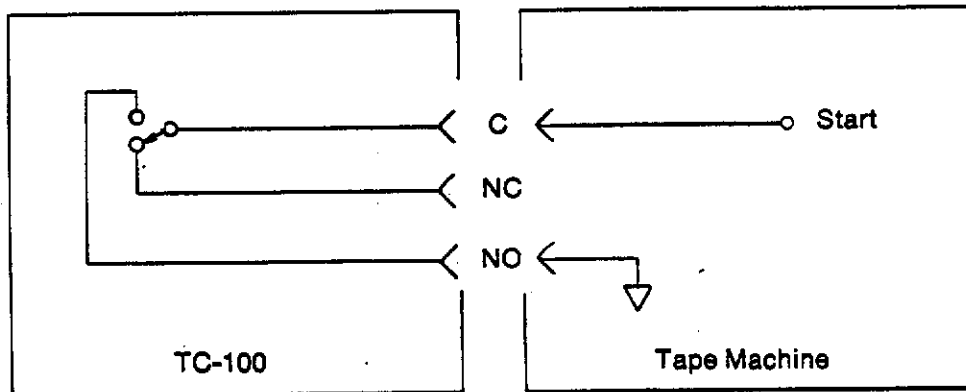 C
Start
NC
NO
TC-100
Tape Machine